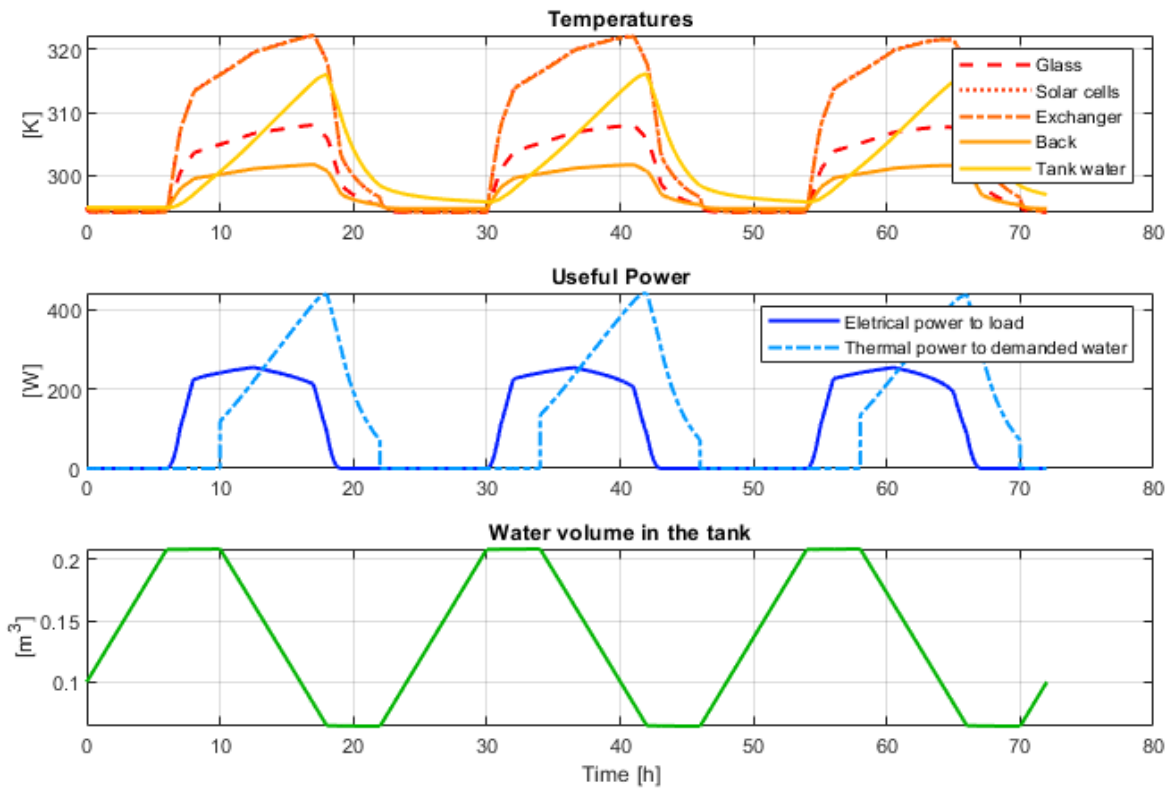 Temperatures
320
310
300
[K]
Glass
Solar cells
Exchanger
Back
Tank water
0 10 20 30 40 50 60 70 80
Useful Power
400
200
0
[W]
Eletrical power to load
Thermal power to demanded water
0 10 20 30 40 50 60 70 80
Water volume in the tank
0.2
0.15
0.1
[m³]
0 10 20 30 40 50 60 70 80
Time [h]